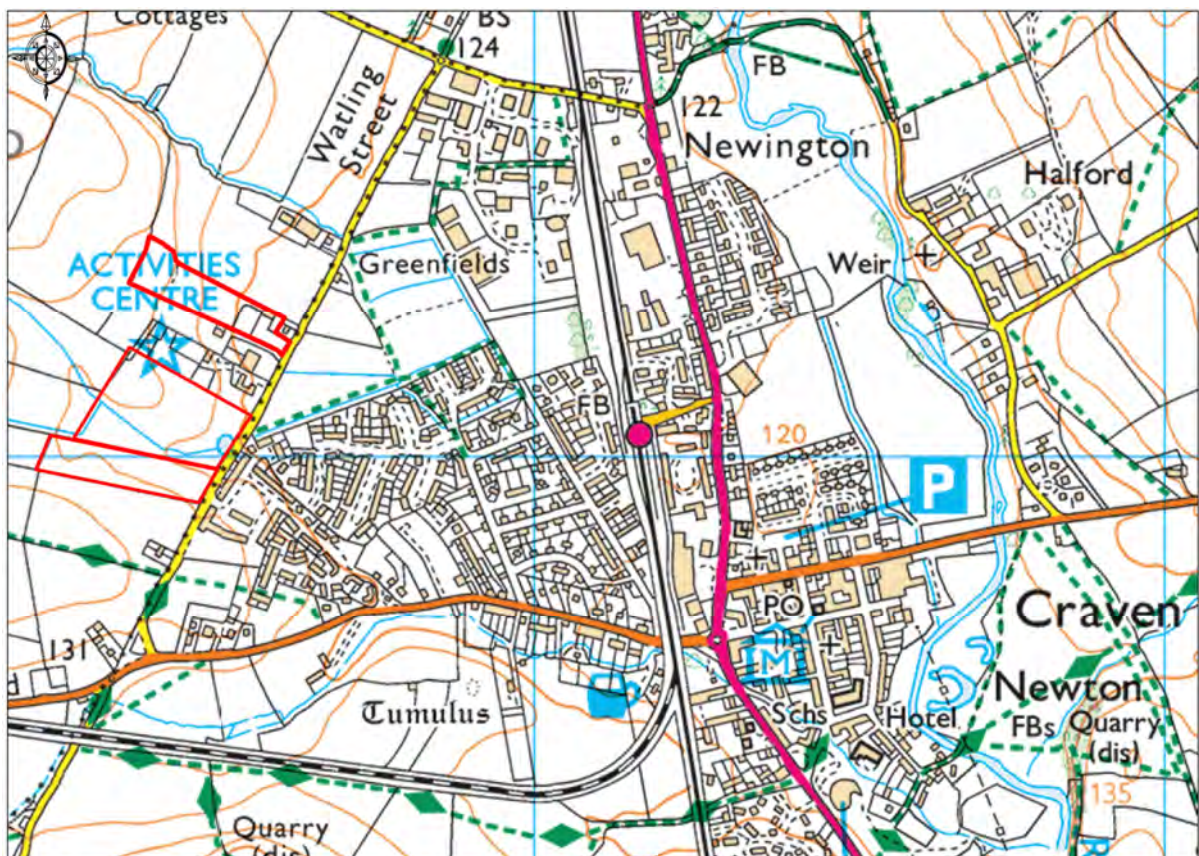 Cottages
BS
124
FB
122
Watling
Street
Newington
Halford
ACTIVITIES
CENTRE
Greenfields
Weir
FB
120
P
PO
Craven
131
M
Newton
Tumulus
Schs
Hotel
FBs
Quarry
(dis)
135
Quarry
(dis)
R